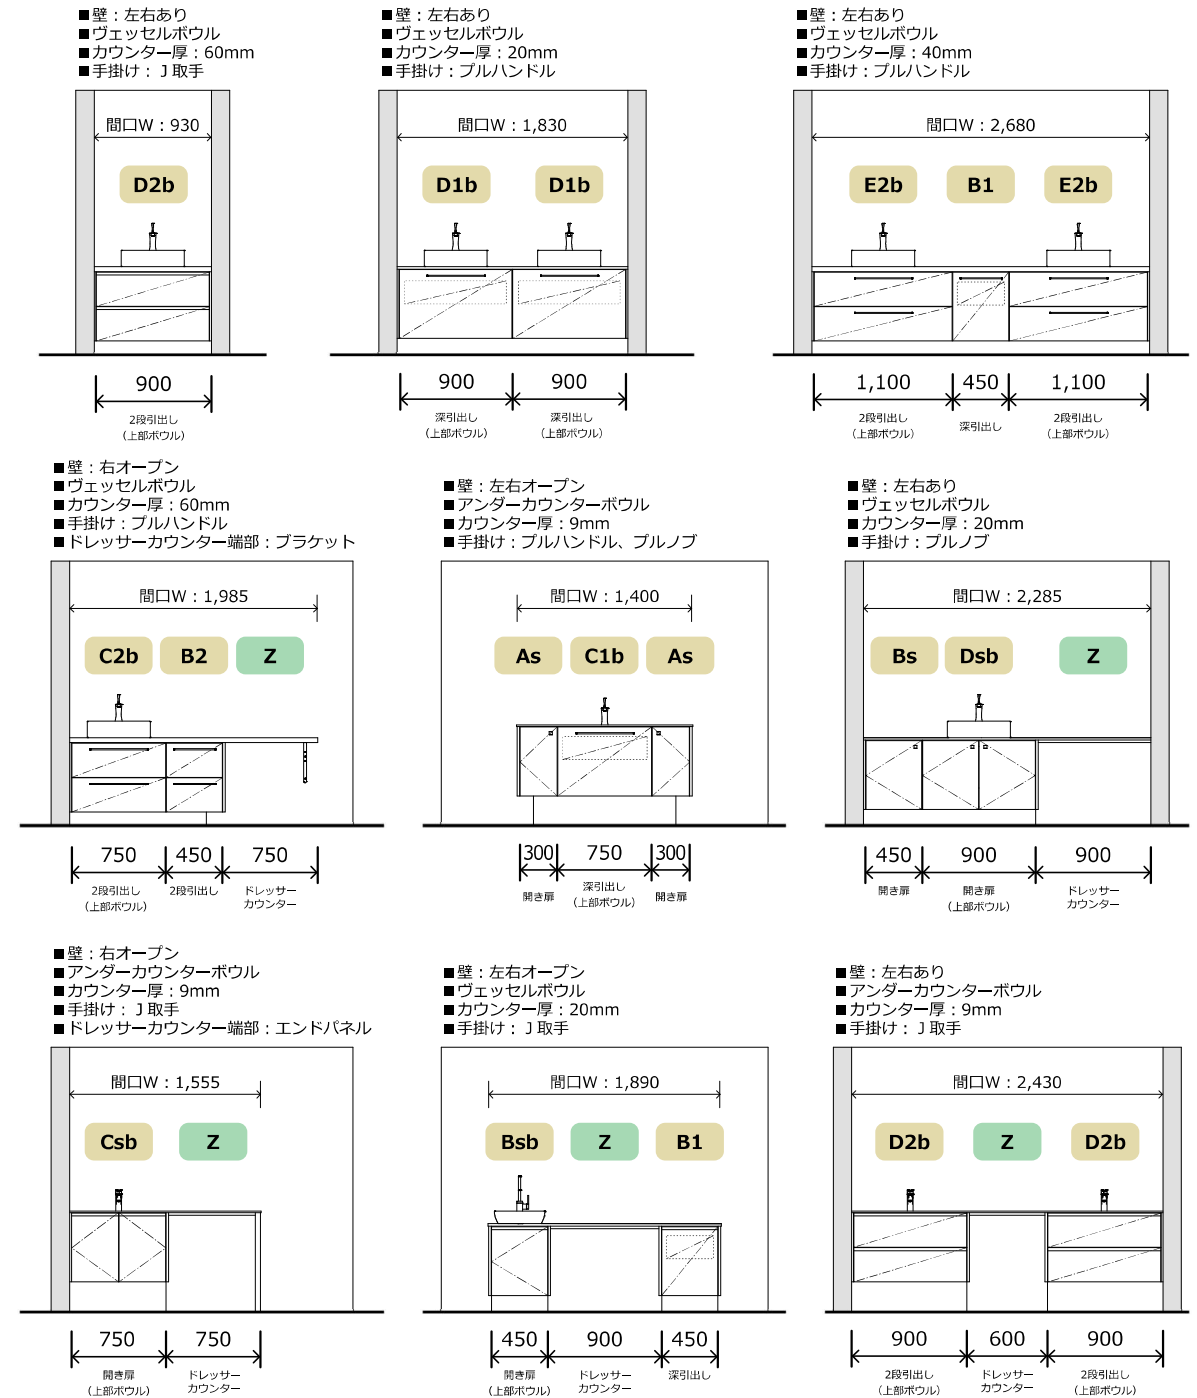 ■壁：左右あり
■ヴェッセルボウル
■カウンター厚：60mm
■手掛け：Ｊ取手
間口W：930
D2b
900
2段引出し
（上部ボウル）
■壁：左右あり
■ヴェッセルボウル
■カウンター厚：20mm
■手掛け：プルハンドル
間口W：1,830
D1b D1b
900 900
深引出し 深引出し
（上部ボウル） （上部ボウル）
■壁：左右あり
■ヴェッセルボウル
■カウンター厚：40mm
■手掛け：プルハンドル
間口W：2,680
E2b B1 E2b
1,100 450 1,100
2段引出し 深引出し 2段引出し
（上部ボウル） （上部ボウル）
■壁：右オープン
■ヴェッセルボウル
■カウンター厚：60mm
■手掛け：プルハンドル
■ドレッサーカウンター端部：ブラケット
間口W：1,985
C2b B2 Z
750 450 750
2段引出し 2段引出し ドレッサー
（上部ボウル） カウンター
■壁：左右オープン
■アンダーカウンターボウル
■カウンター厚：9mm
■手掛け：プルハンドル、プルノブ
間口W：1,400
As C1b As
300 750 300
開き扉 深引出し 開き扉
（上部ボウル）
■壁：左右あり
■ヴェッセルボウル
■カウンター厚：20mm
■手掛け：プルノブ
間口W：2,285
Bs Dsb Z
450 900 900
開き扉 開き扉 ドレッサー
（上部ボウル） カウンター
■壁：右オープン
■アンダーカウンターボウル
■カウンター厚：9mm
■手掛け：Ｊ取手
■ドレッサーカウンター端部：エンドパネル
間口W：1,555
Csb Z
750 750
開き扉 ドレッサー
（上部ボウル） カウンター
■壁：左右オープン
■ヴェッセルボウル
■カウンター厚：20mm
■手掛け：Ｊ取手
間口W：1,890
Bsb Z B1
450 900 450
開き扉 ドレッサー 深引出し
（上部ボウル） カウンター
■壁：左右あり
■アンダーカウンターボウル
■カウンター厚：9mm
■手掛け：Ｊ取手
間口W：2,430
D2b Z D2b
900 600 900
2段引出し ドレッサー 2段引出し
（上部ボウル） カウンター （上部ボウル）